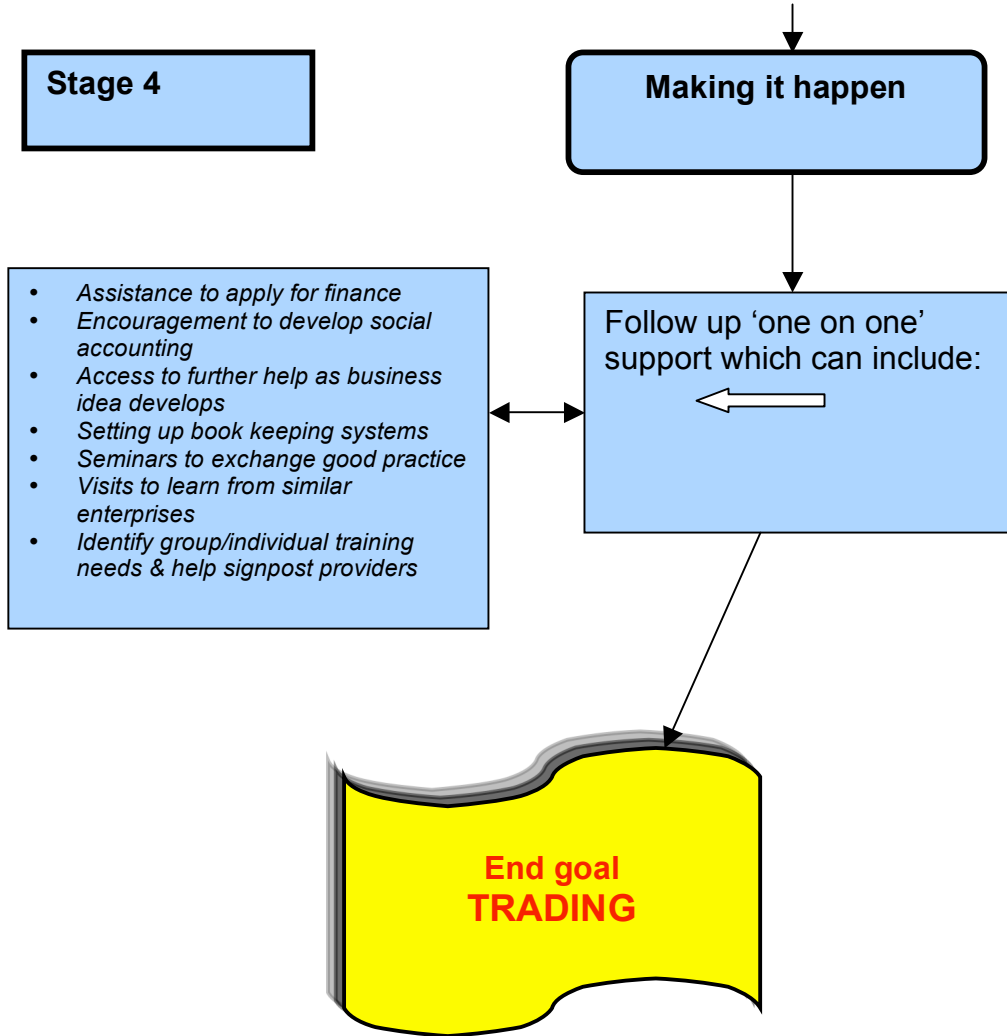 Stage 4
Making it happen
• Assistance to apply for finance
• Encouragement to develop social
accounting
• Access to further help as business
idea develops
• Setting up book keeping systems
• Seminars to exchange good practice
• Visits to learn from similar
enterprises
• Identify group/individual training
needs & help signpost providers
Follow up ‘one on one’
support which can include:
End goal
TRADING